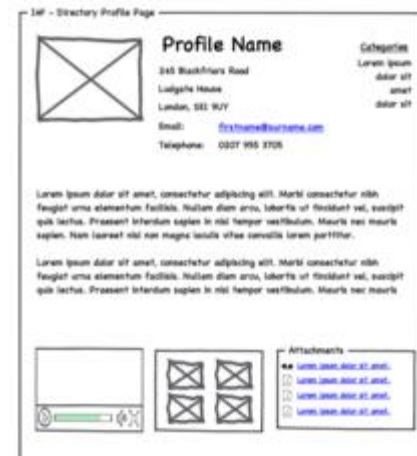 IHF - Directory Profile Page
Profile Name
245 Blackfriars Road
Ludgate House
London, SE1 9UY
Email: firstname@surname.com
Telephone: 0207 955 3705
Categories
Lorem ipsum
dolor sit
amet
dolor sit
Lorem ipsum dolor sit amet, consectetur adipiscing elit. Morbi consectetur nibh
feugiat urna elementum facilisis. Nullam diam arcu, lobortis ut tincidunt vel, suscipit
quis lectus. Praesent interdum sapien in nisl tempor vestibulum. Mauris nec mauris
sapien. Nam laoreet nisl non magna iaculis vitae convallis lorem porttitor.
Lorem ipsum dolor sit amet, consectetur adipiscing elit. Morbi consectetur nibh
feugiat urna elementum facilisis. Nullam diam arcu, lobortis ut tincidunt vel, suscipit
quis lectus. Praesent interdum sapien in nisl tempor vestibulum. Mauris nec mauris
Attachments
Lorem ipsum dolor sit amet.
Lorem ipsum dolor sit amet.
Lorem ipsum dolor sit amet.
Lorem ipsum dolor sit amet.